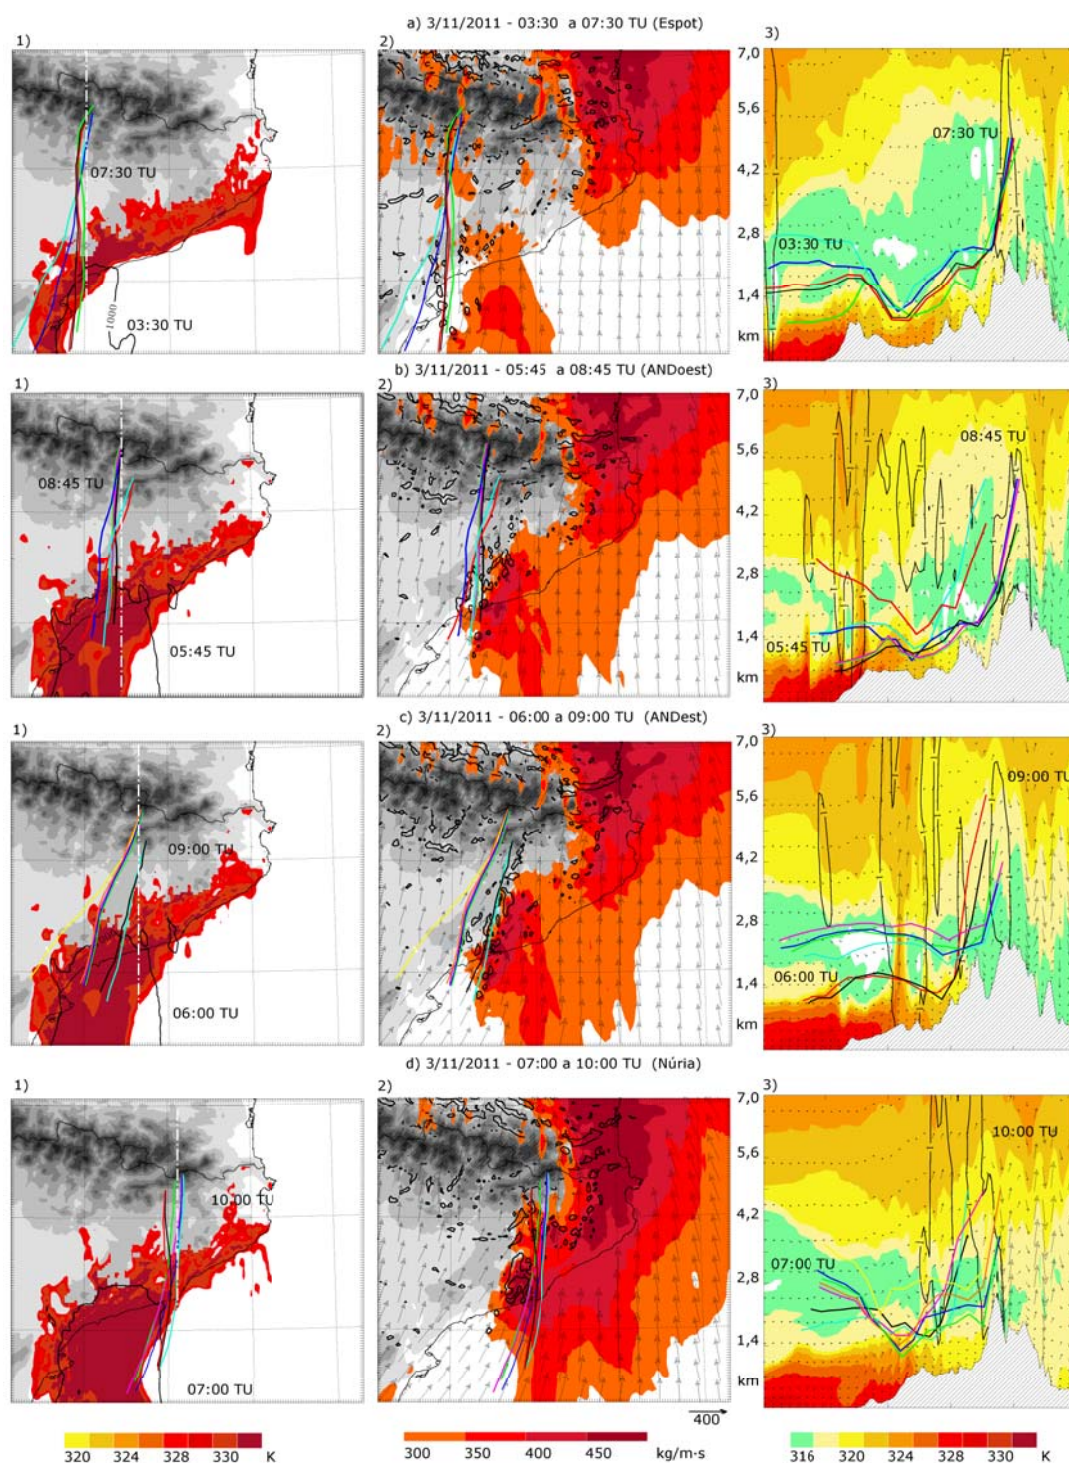 a) 3/11/2011 - 03:30 a 07:30 TU (Espot)
1)
2)
3)
7,0
5,6
4,2
2,8
1,4
km
07:30 TU
03:30 TU
1000
07:30 TU
03:30 TU
b) 3/11/2011 - 05:45 a 08:45 TU (ANDoest)
1)
2)
3)
7,0
5,6
4,2
2,8
1,4
km
08:45 TU
05:45 TU
08:45 TU
05:45 TU
c) 3/11/2011 - 06:00 a 09:00 TU (ANDest)
1)
2)
3)
7,0
5,6
4,2
2,8
1,4
km
09:00 TU
06:00 TU
09:00 TU
06:00 TU
d) 3/11/2011 - 07:00 a 10:00 TU (Núria)
1)
2)
3)
7,0
5,6
4,2
2,8
1,4
km
10:00 TU
07:00 TU
10:00 TU
07:00 TU
400
320 324 328 330 K
300 350 400 450 kg/m·s
316 320 324 328 330 K